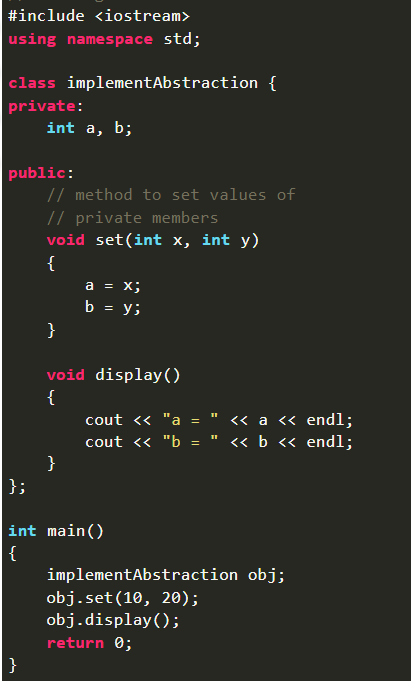 #include <iostream>
using namespace std;
class implementAbstraction {
private:
    int a, b;
public:
    // method to set values of
    // private members
    void set(int x, int y)
    {
        a = x;
        b = y;
    }
    void display()
    {
        cout << "a = " << a << endl;
        cout << "b = " << b << endl;
    }
};
int main()
{
    implementAbstraction obj;
    obj.set(10, 20);
    obj.display();
    return 0;
}